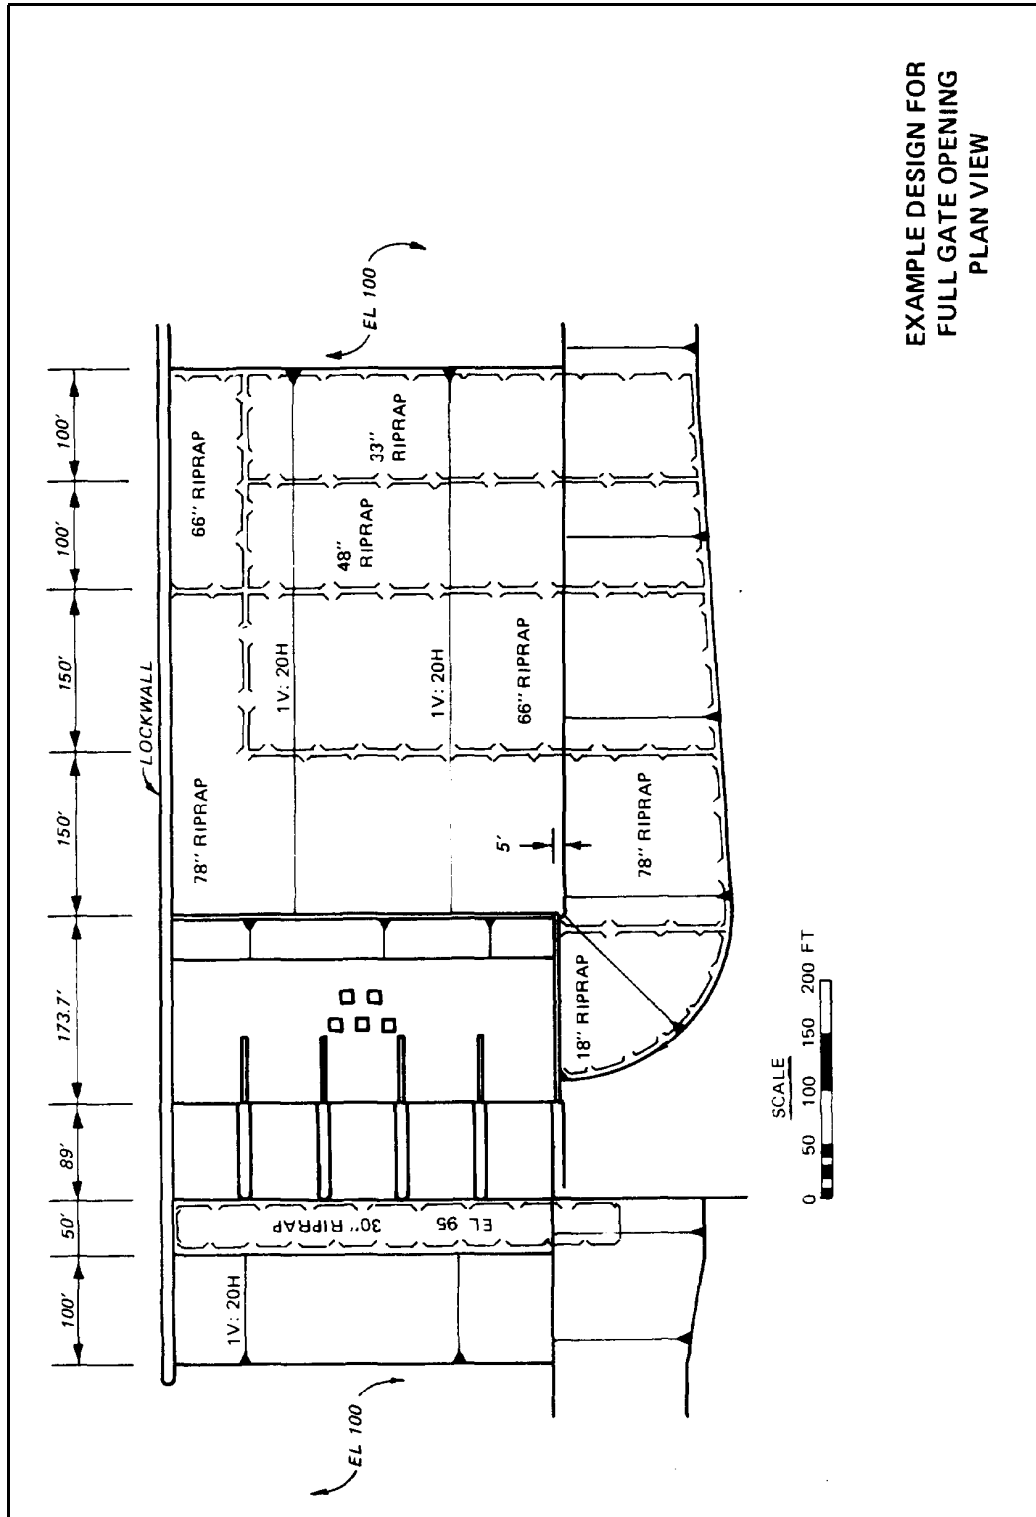 EXAMPLE DESIGN FOR
FULL GATE OPENING
PLAN VIEW
100'
50'
89'
173.7'
150'
150'
100'
100'
LOCKWALL
EL 100
EL 100
1V: 20H
EL 95 30" RIPRAP
78" RIPRAP
66" RIPRAP
1V: 20H
48"
RIPRAP
33"
RIPRAP
1V: 20H
66" RIPRAP
5'
18" RIPRAP
78" RIPRAP
SCALE
0 50 100 150 200 FT